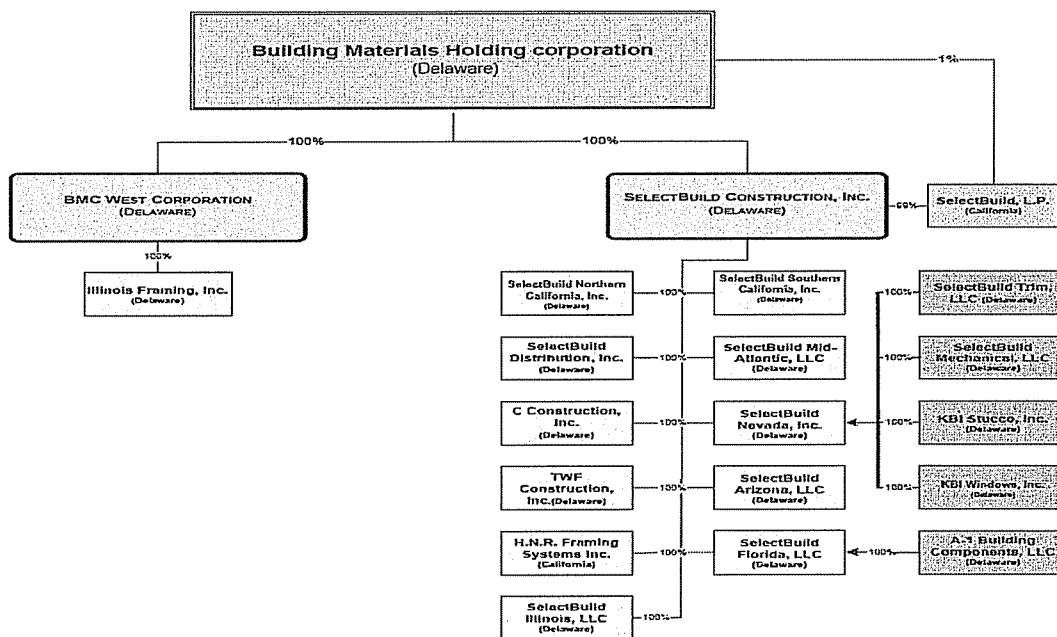 Building Materials Holding corporation
(Delaware)
1%
100%
100%
BMC WEST CORPORATION
(DELAWARE)
SELECTBUILD CONSTRUCTION, INC.
(DELAWARE)
99%
SelectBuild, L.P.
(California)
100%
Illinois Framing, Inc.
(Delaware)
SelectBuild Northern
California, Inc.
(Delaware)
100%
SelectBuild Southern
California, Inc.
(Delaware)
100%
SelectBuild Trim,
LLC (Delaware)
SelectBuild
Distribution, Inc.
(Delaware)
100%
SelectBuild Mid-
Atlantic, LLC
(Delaware)
100%
SelectBuild
Mechanical, LLC
(Delaware)
C Construction,
Inc.
(Delaware)
100%
SelectBuild
Nevada, Inc.
(Delaware)
100%
KBI Stucco, Inc.
(Delaware)
TWF
Construction,
Inc.(Delaware)
100%
SelectBuild
Arizona, LLC
(Delaware)
100%
KBI Windows, Inc.
(Delaware)
H.N.R. Framing
Systems Inc.
(California)
100%
SelectBuild
Florida, LLC
(Delaware)
100%
A-1 Building
Components, LLC
(Delaware)
SelectBuild
Illinois, LLC
(Delaware)
100%